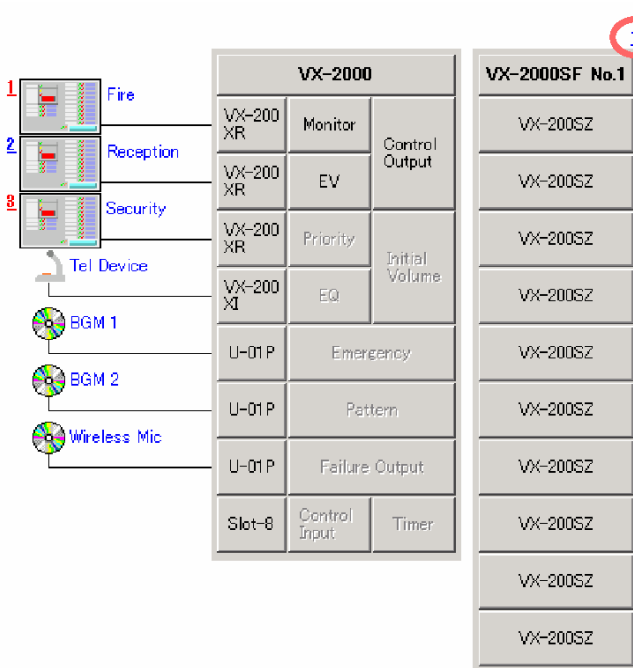 1
Fire
2
Reception
3
Security
Tel Device
BGM 1
BGM 2
Wireless Mic
VX-2000
VX-200
XR
Monitor
Control
Output
VX-200
XR
EV
VX-200
XR
Priority
Initial
Volume
VX-200
XI
EQ
U-01P
Emergency
U-01P
Pattern
U-01P
Failure Output
Slot-8
Control
Input
Timer
VX-2000SF No.1
VX-200SZ
VX-200SZ
VX-200SZ
VX-200SZ
VX-200SZ
VX-200SZ
VX-200SZ
VX-200SZ
VX-200SZ
VX-200SZ